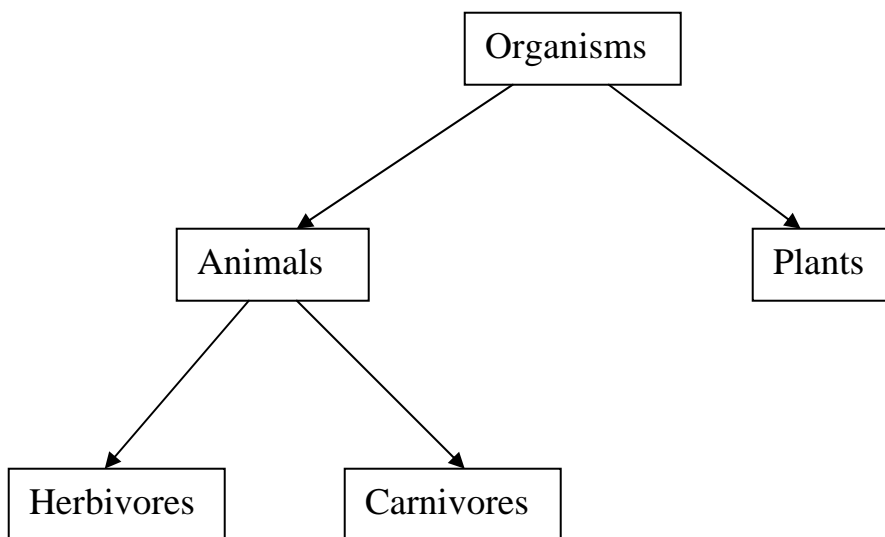 Organisms
Animals
Plants
Herbivores
Carnivores